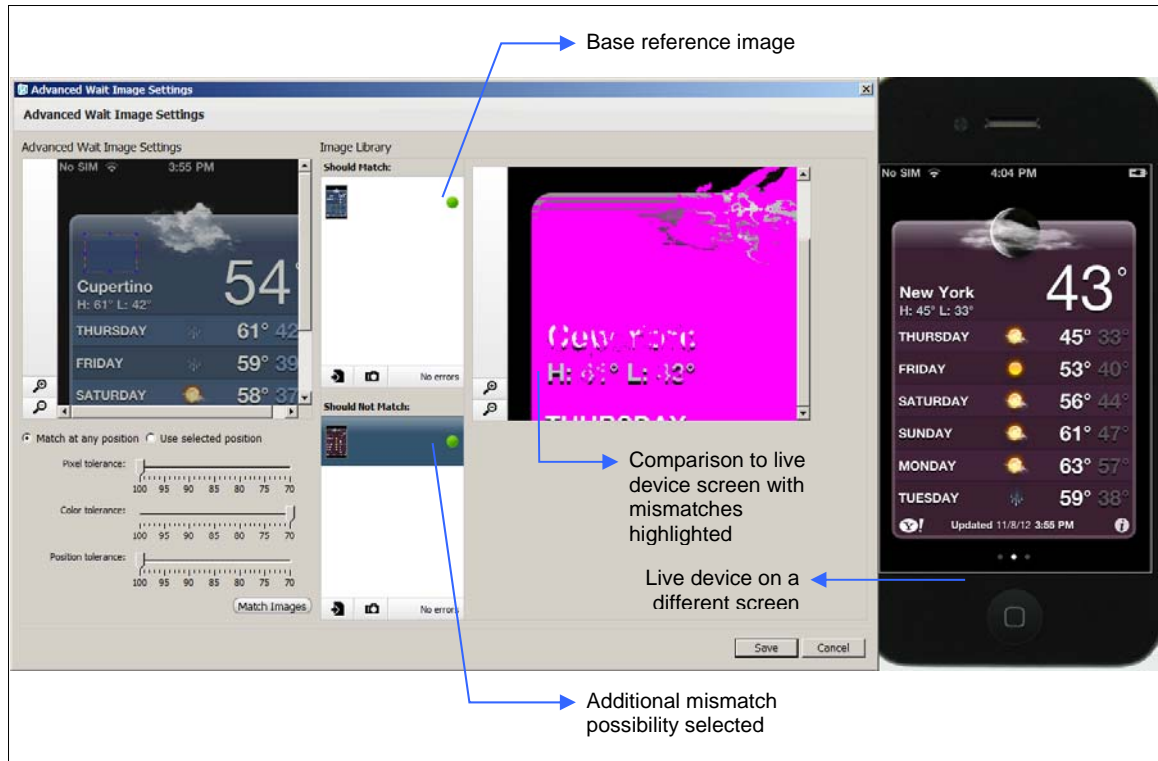 Base reference image
Advanced Wait Image Settings
Advanced Wait Image Settings
Advanced Wait Image Settings
Image Library
No SIM 3:55 PM
Cupertino
H: 61° L: 42°
54°
THURSDAY 61° 42
FRIDAY 59° 39
SATURDAY 58° 37
Match at any position Use selected position
Pixel tolerance:
100 95 90 85 80 75 70
Color tolerance:
100 95 90 85 80 75 70
Position tolerance:
100 95 90 85 80 75 70
Match Images
Should Match:
No errors
Should Not Match:
No errors
H: ° L: °
THURSDAY
Comparison to live
device screen with
mismatches
highlighted
Live device on a
different screen
Save Cancel
Additional mismatch
possibility selected
No SIM 4:04 PM
New York
H: 45° L: 33°
43°
THURSDAY 45° 33°
FRIDAY 53° 40°
SATURDAY 56° 44°
SUNDAY 61° 47°
MONDAY 63° 57°
TUESDAY 59° 38°
Y! Updated 11/8/12 3:55 PM i